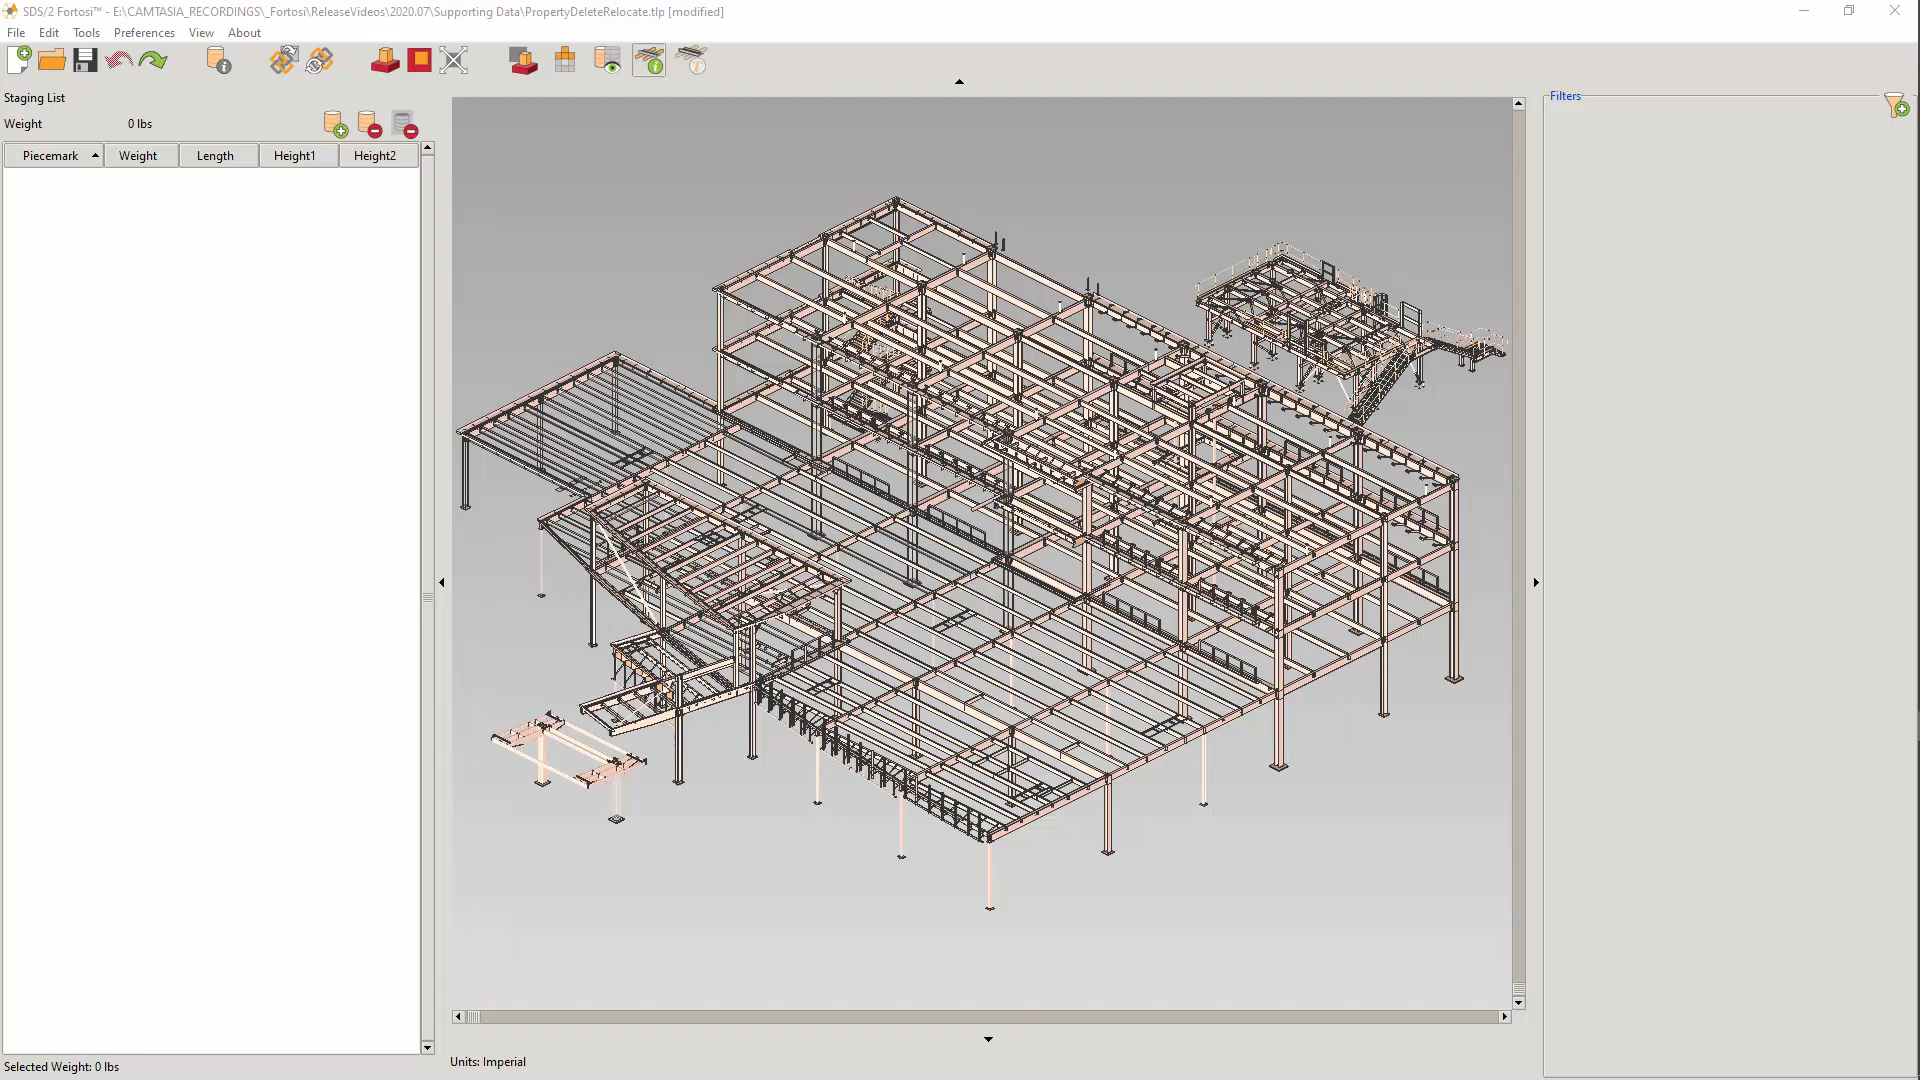 SDS/2 Fortosi™ - E:\CAMTASIA_RECORDINGS\_Fortosi\ReleaseVideos\2020.07\Supporting Data\PropertyDeleteRelocate.tlp [modified]
File Edit Tools Preferences View About
Staging List
Weight 0 lbs
Piecemark Weight Length Height1 Height2
Filters
Units: Imperial
Selected Weight: 0 lbs